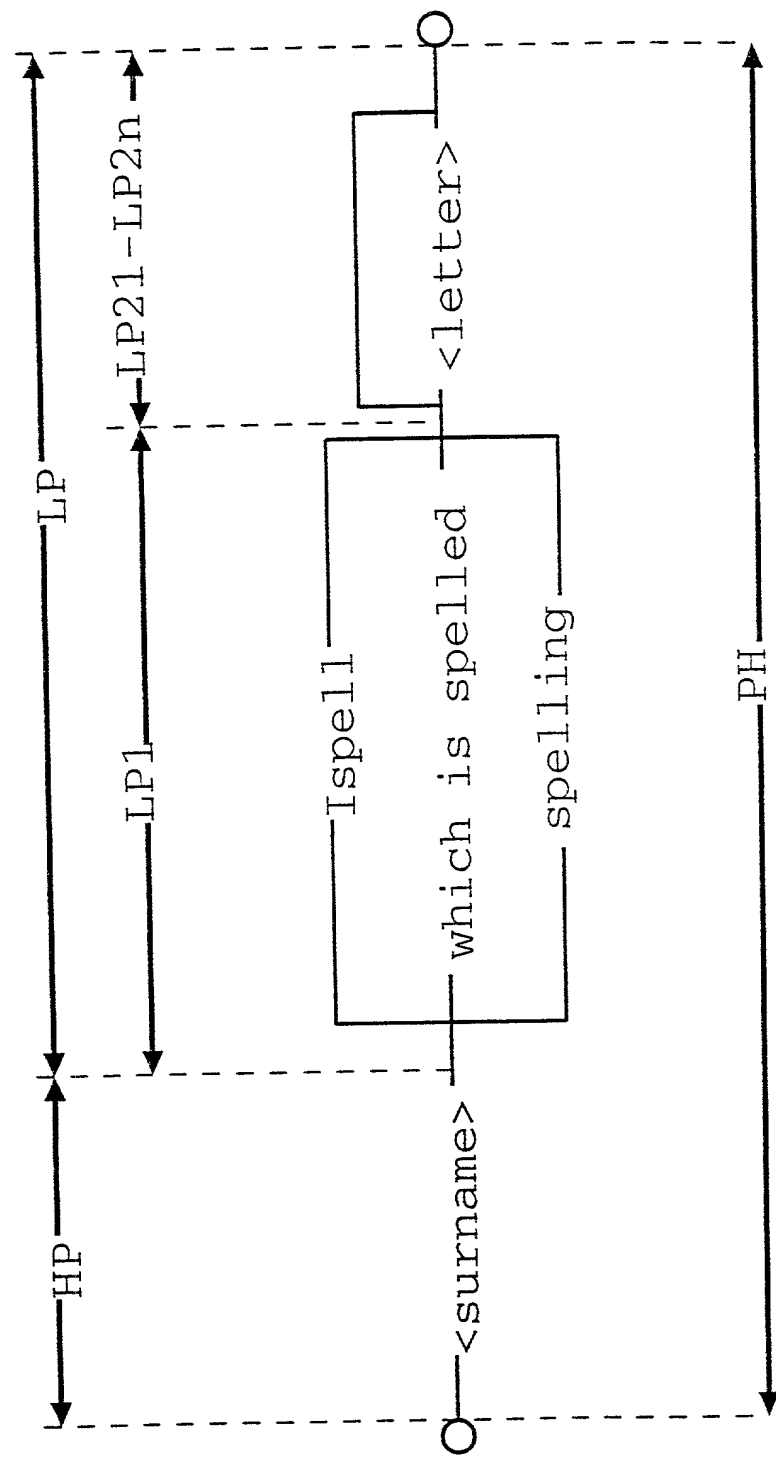 LP
HP
LP1
LP21-LP2n
Ispell
<surname>
which is spelled
<letter>
spelling
PH